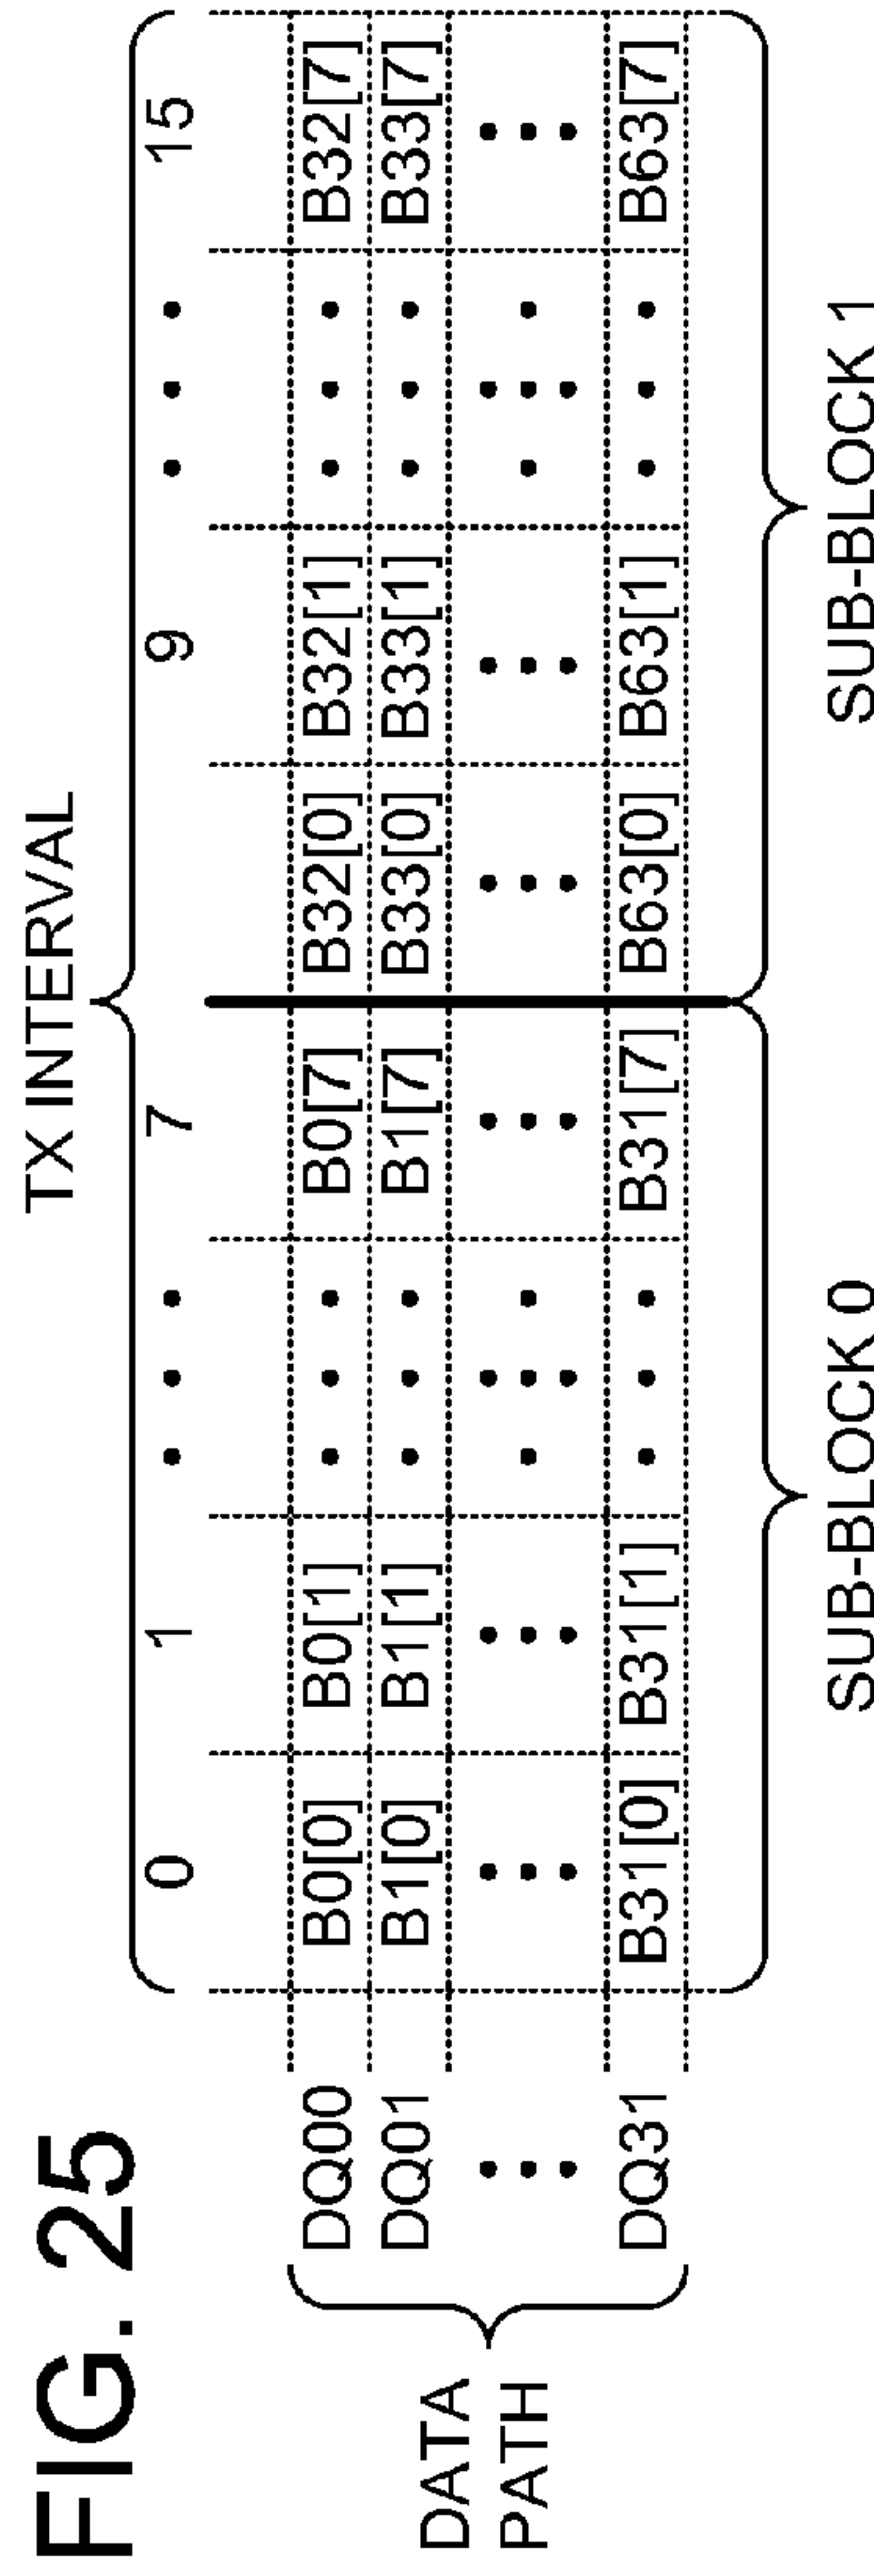 FIG. 25
TX INTERVAL
0 1 • • • 7 9 • • • 15
DATA PATH
DQ00 B0[0] B0[1] • • • B0[7] B32[0] B32[1] • • • B32[7]
DQ01 B1[0] B1[1] • • • B1[7] B33[0] B33[1] • • • B33[7]
DQ31 B31[0] B31[1] • • • B31[7] B63[0] B63[1] • • • B63[7]
SUB-BLOCK 0 SUB-BLOCK 1